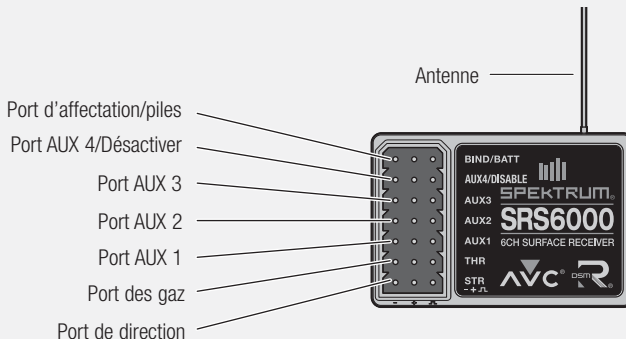 Antenne
Port d'affectation/piles
Port AUX 4/Désactiver
Port AUX 3
Port AUX 2
Port AUX 1
Port des gaz
Port de direction
BIND/BATT
AUX4/DISABLE
AUX3
AUX2
AUX1
THR
STR
- + ⎍
SPEKTRUM®
SRS6000
6CH SURFACE RECEIVER
AVC® DSMR®
- + ⎍